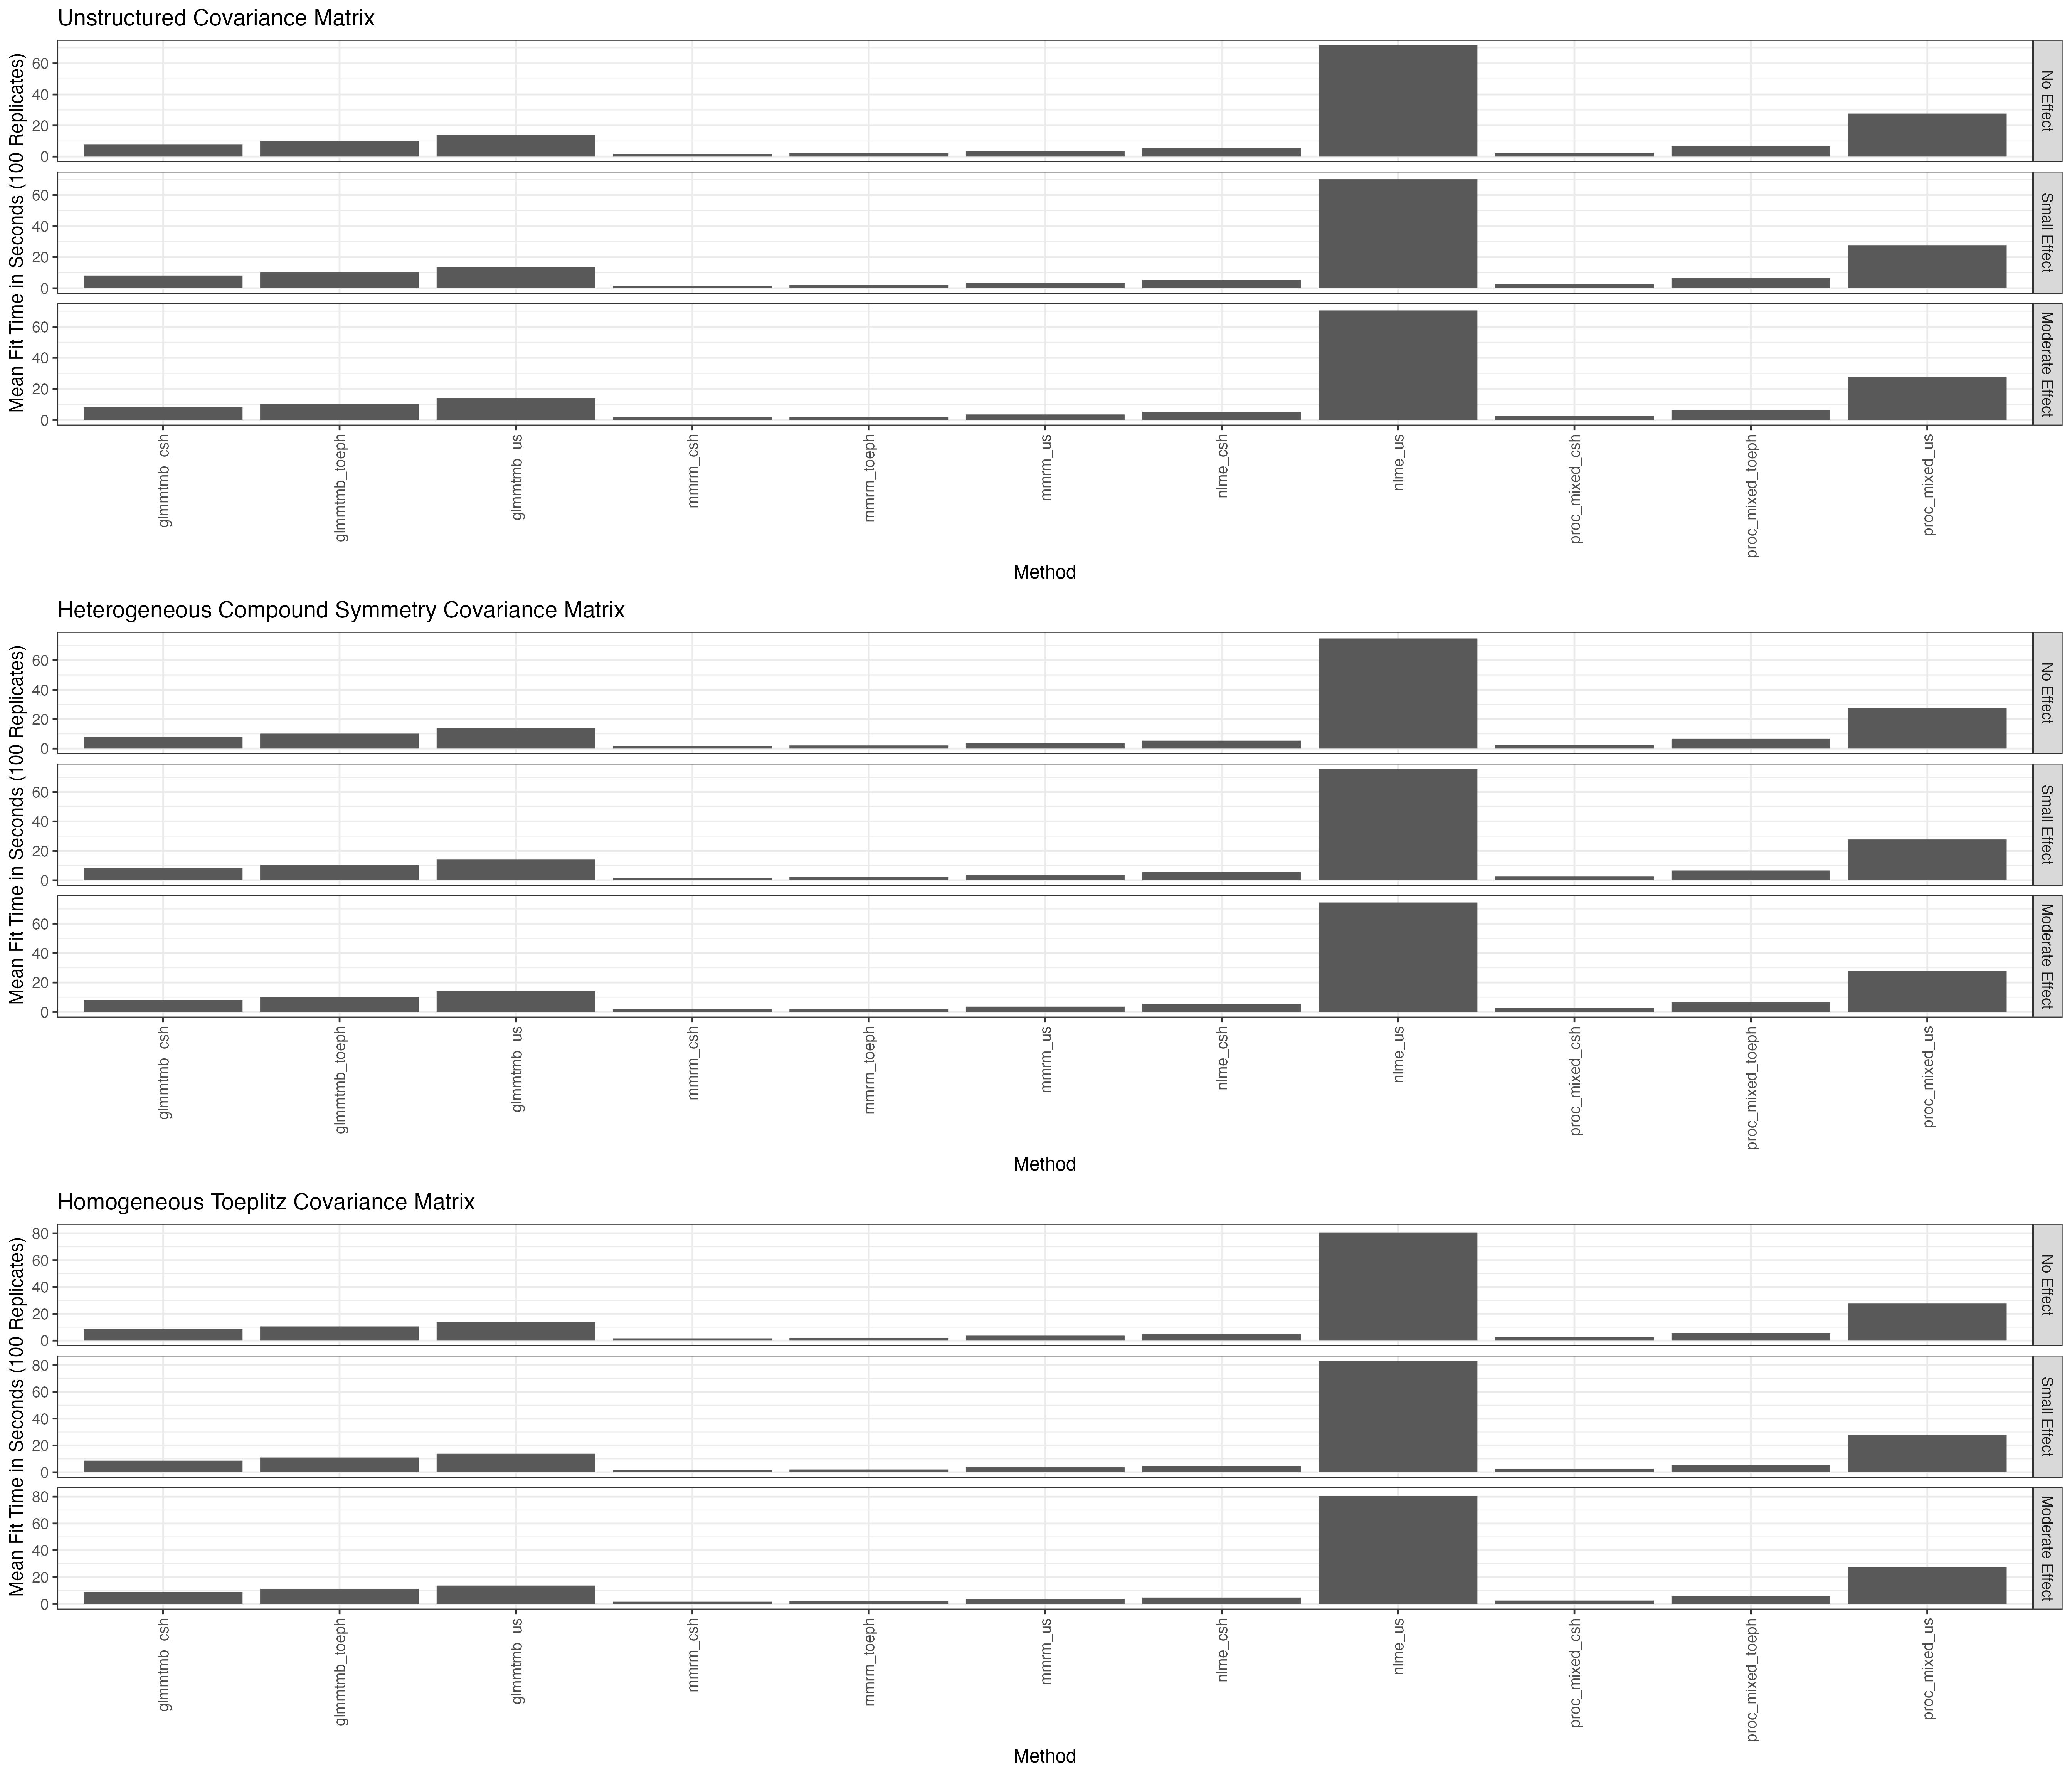 Unstructured Covariance Matrix
Mean Fit Time in Seconds (100 Replicates)
60
40
20
0
No Effect
60
40
20
0
Small Effect
60
40
20
0
Moderate Effect
glmmtmb_csh
glmmtmb_toeph
glmmtmb_us
mmrm_csh
mmrm_toeph
mmrm_us
nlme_csh
nlme_us
proc_mixed_csh
proc_mixed_toeph
proc_mixed_us
Method
Heterogeneous Compound Symmetry Covariance Matrix
Mean Fit Time in Seconds (100 Replicates)
60
40
20
0
No Effect
60
40
20
0
Small Effect
60
40
20
0
Moderate Effect
glmmtmb_csh
glmmtmb_toeph
glmmtmb_us
mmrm_csh
mmrm_toeph
mmrm_us
nlme_csh
nlme_us
proc_mixed_csh
proc_mixed_toeph
proc_mixed_us
Method
Homogeneous Toeplitz Covariance Matrix
Mean Fit Time in Seconds (100 Replicates)
80
60
40
20
0
No Effect
80
60
40
20
0
Small Effect
80
60
40
20
0
Moderate Effect
glmmtmb_csh
glmmtmb_toeph
glmmtmb_us
mmrm_csh
mmrm_toeph
mmrm_us
nlme_csh
nlme_us
proc_mixed_csh
proc_mixed_toeph
proc_mixed_us
Method